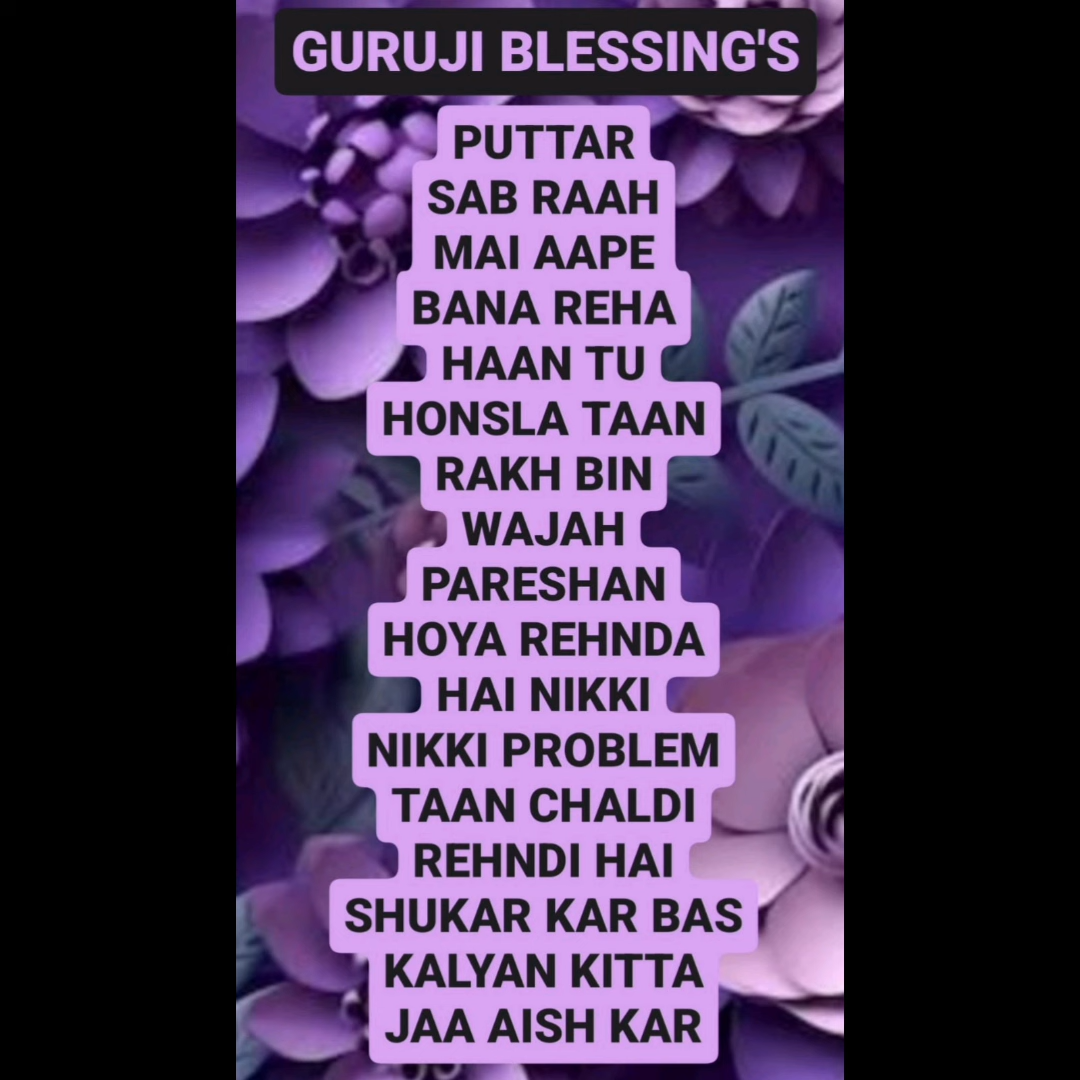 GURUJI BLESSING'S
PUTTAR
SAB RAAH
MAI AAPE
BANA REHA
HAAN TU
HONSLA TAAN
RAKH BIN
WAJAH
PARESHAN
HOYA REHNDA
HAI NIKKI
NIKKI PROBLEM
TAAN CHALDI
REHNDI HAI
SHUKAR KAR BAS
KALYAN KITTA
JAA AISH KAR